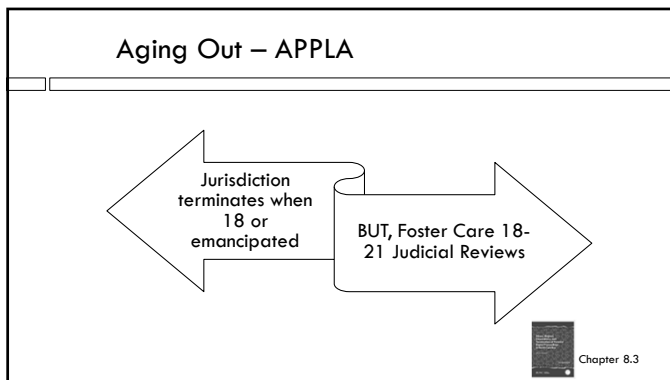 Aging Out – APPLA
Jurisdiction
terminates when
18 or
emancipated
BUT, Foster Care 18-
21 Judicial Reviews
Chapter 8.3